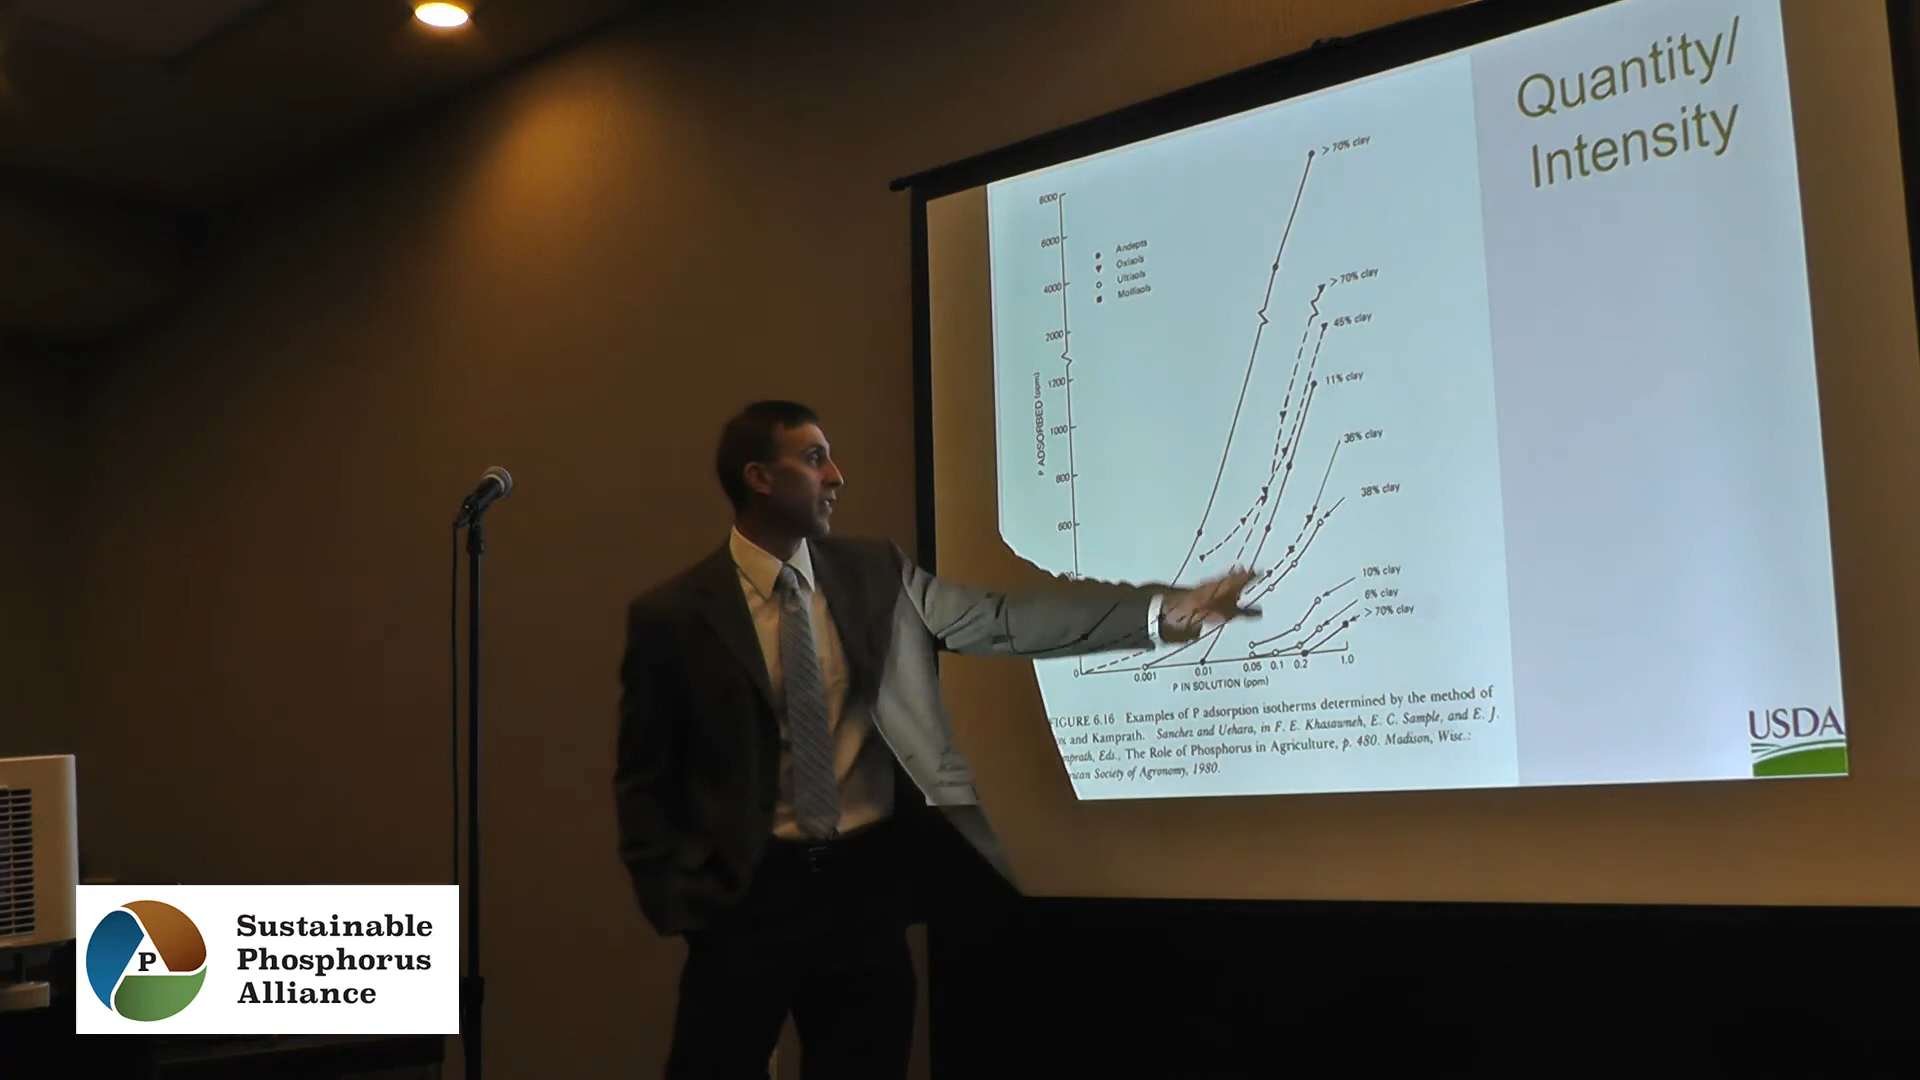 Quantity/
Intensity
> 70% clay
8000
6000
4000
2000
1200
1000
800
600
P ADSORBED (ppm)
Andepts
Oxisols
Ultisols
Mollisols
> 70% clay
45% clay
11% clay
36% clay
38% clay
10% clay
6% clay
> 70% clay
0
0.001
0.01
0.05
0.1
0.2
1.0
P IN SOLUTION (ppm)
FIGURE 6.16 Examples of P adsorption isotherms determined by the method of
and Kamprath. Sanchez and Uehara, in F. E. Khasawneh, E. C. Sample, and E. J.
Eds., The Role of Phosphorus in Agriculture, p. 480. Madison, Wisc.:
Society of Agronomy, 1980.
USDA
P
Sustainable
Phosphorus
Alliance